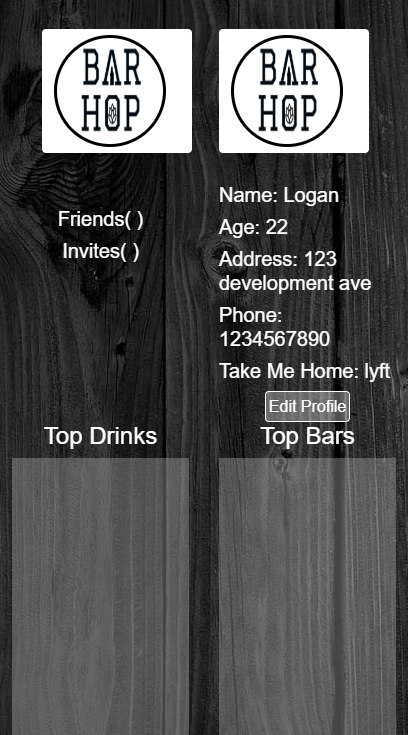 BAR
HOP
BAR
HOP
Friends( )
Invites( )
Name: Logan
Age: 22
Address: 123
development ave
Phone:
1234567890
Take Me Home: lyft
Edit Profile
Top Drinks
Top Bars